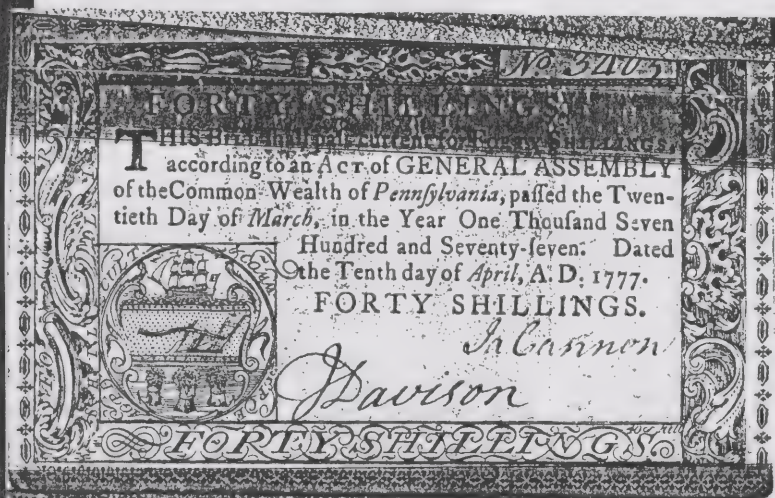 No. 3405
FORTY SHILLINGS.
THIS Bill shall pass current for FORTY SHILLINGS,
according to an ACT of GENERAL ASSEMBLY
of the Common-Wealth of Pennſylvania, paſſed the Twen-
tieth Day of March, in the Year One Thouſand Seven
Hundred and Seventy-ſeven. Dated
the Tenth day of April, A.D. 1777.
FORTY SHILLINGS.
Ja Cannon
J Davison
FORTY SHILLINGS.